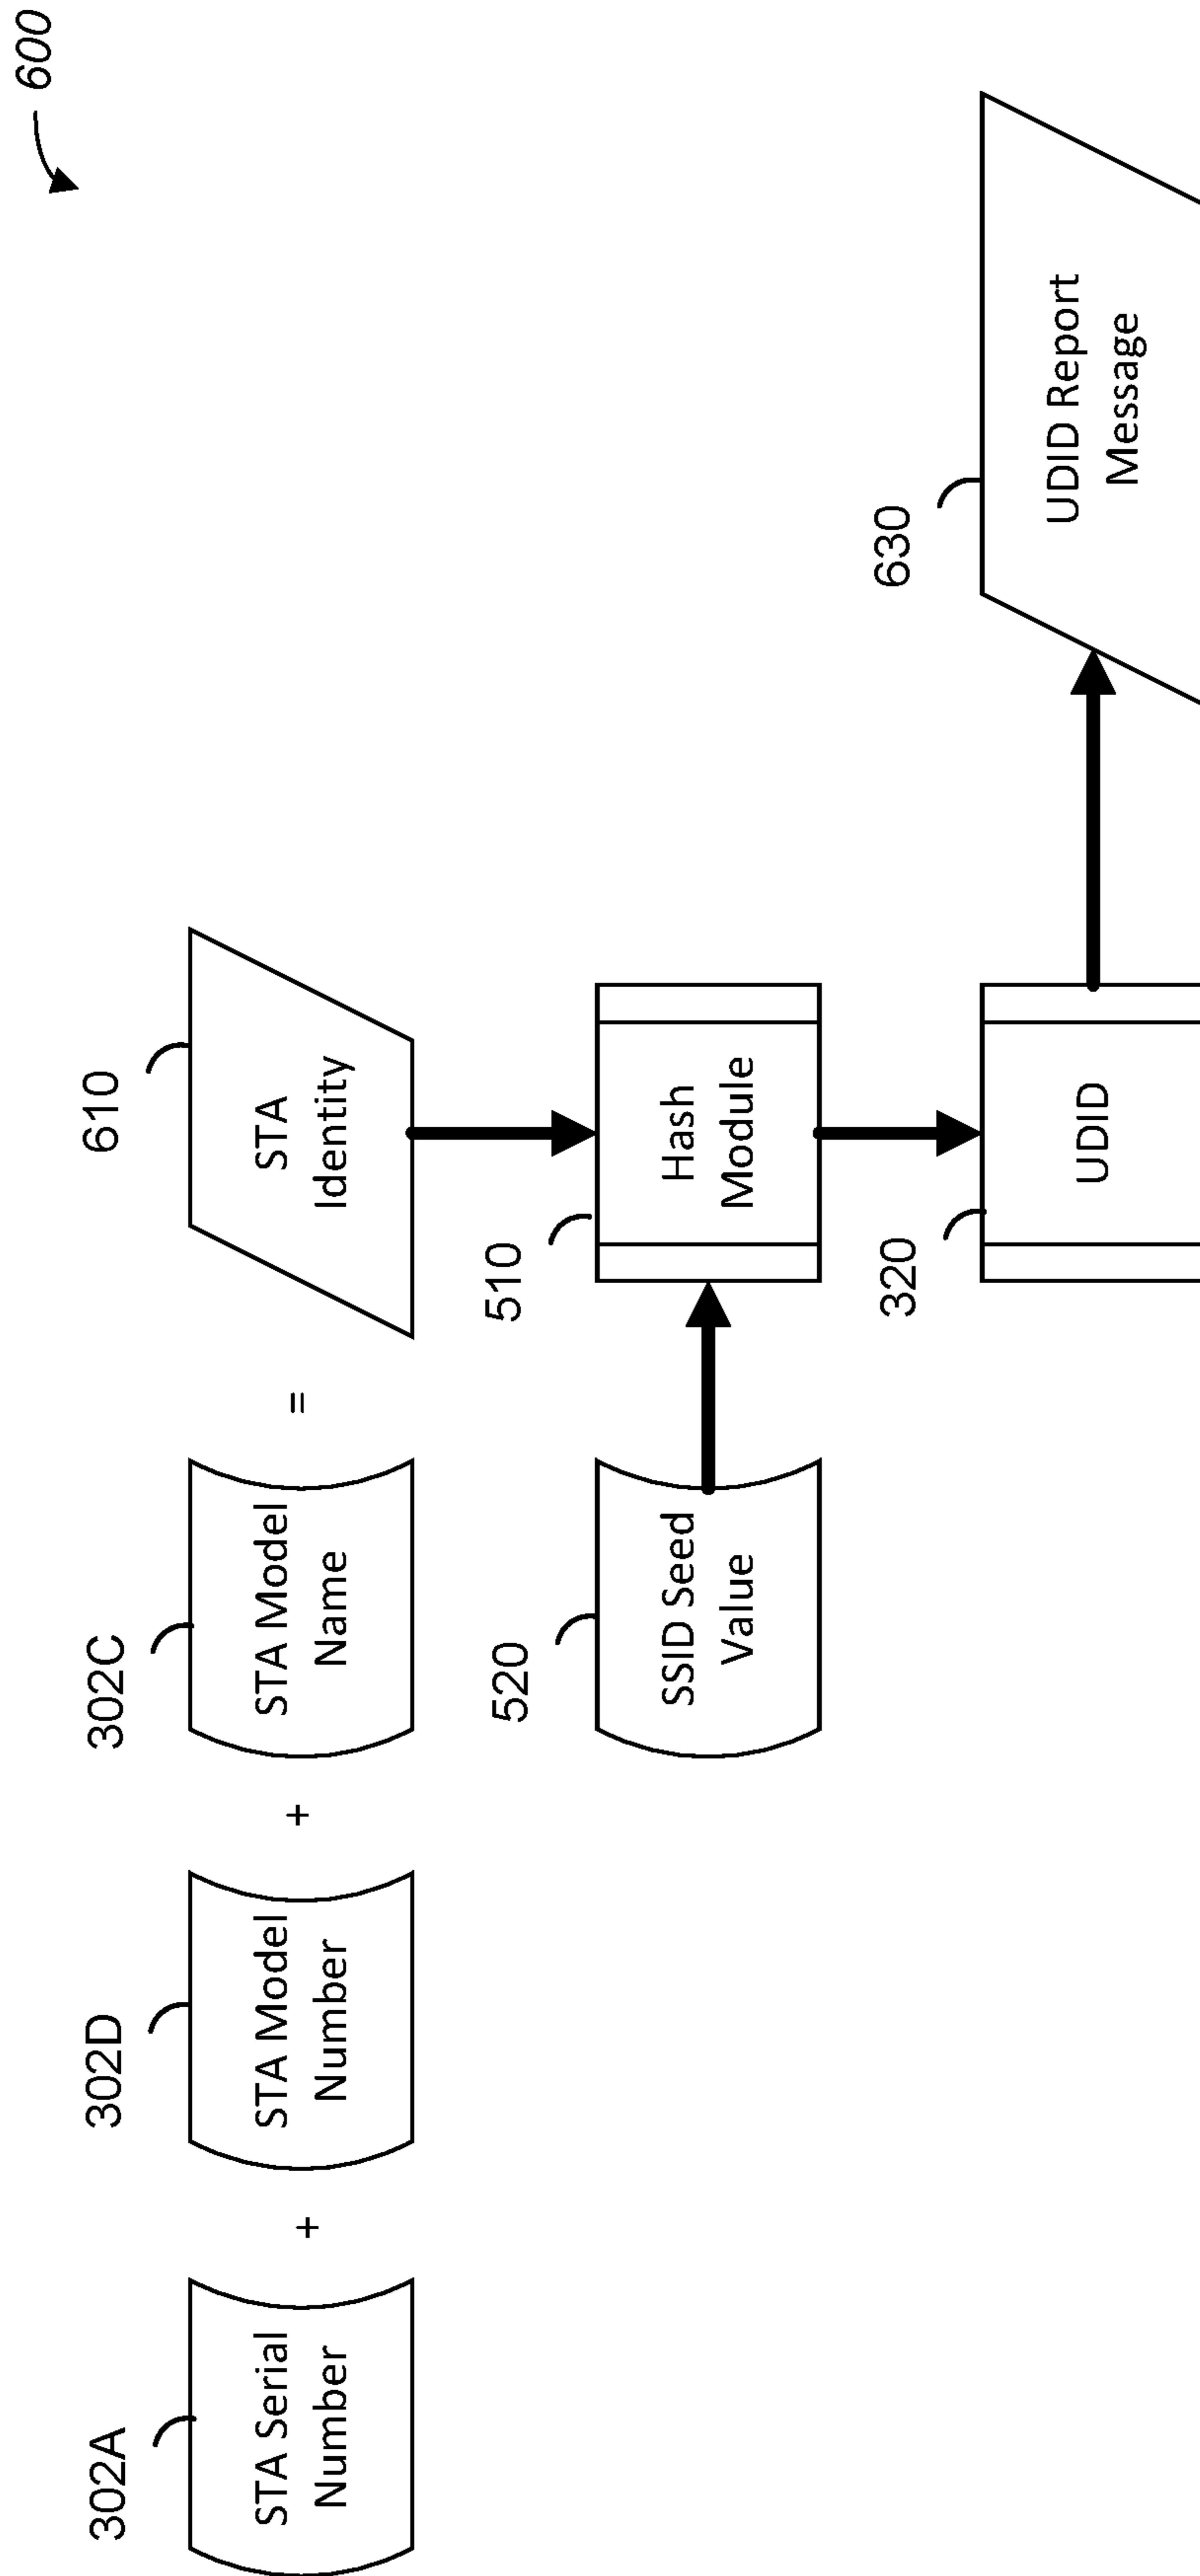 600
302A
302D
302C
610
STA Serial
Number
+
STA Model
Number
+
STA Model
Name
=
STA
Identity
520
510
SSID Seed
Value
Hash
Module
320
630
UDID
UDID Report
Message